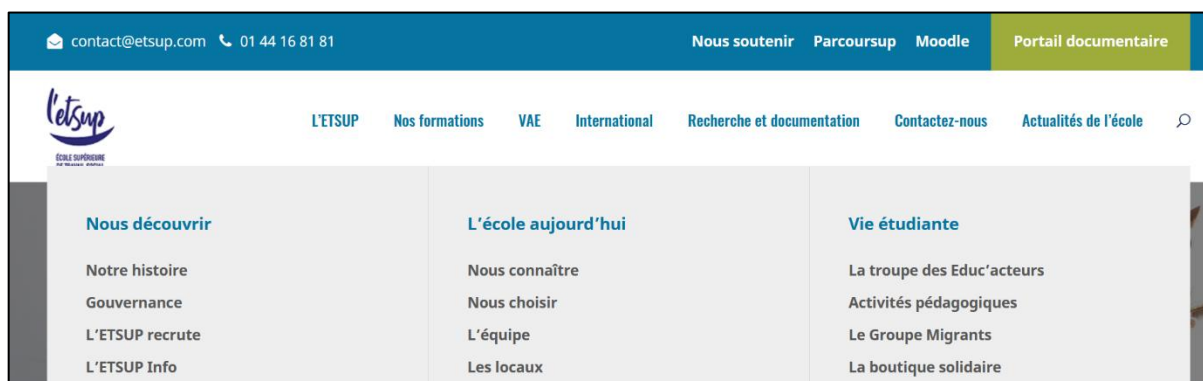 contact@etsup.com 01 44 16 81 81 Nous soutenir Parcoursup Moodle Portail documentaire
l'etsup
ÉCOLE SUPÉRIEURE
DE TRAVAIL SOCIAL
L'ETSUP Nos formations VAE International Recherche et documentation Contactez-nous Actualités de l'école
Nous découvrir
Notre histoire
Gouvernance
L'ETSUP recrute
L'ETSUP Info
L'école aujourd'hui
Nous connaître
Nous choisir
L'équipe
Les locaux
Vie étudiante
La troupe des Educ'acteurs
Activités pédagogiques
Le Groupe Migrants
La boutique solidaire